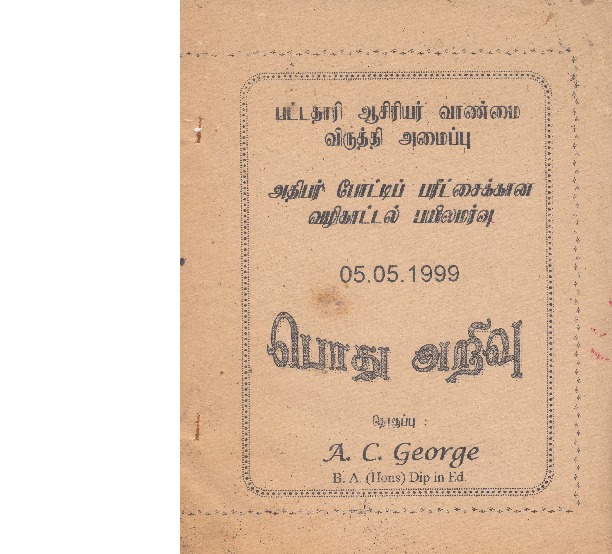 பட்டதாரி ஆசிரியர் வாண்மை
விருத்தி அமைப்பு
அதிபர் போட்டிப் பரீட்சைக்கான
வழிகாட்டல் பயிலமர்வு
05.05.1999
பொது அறிவு
தொகுப்பு :
A. C. George
B. A. (Hons) Dip in Ed.